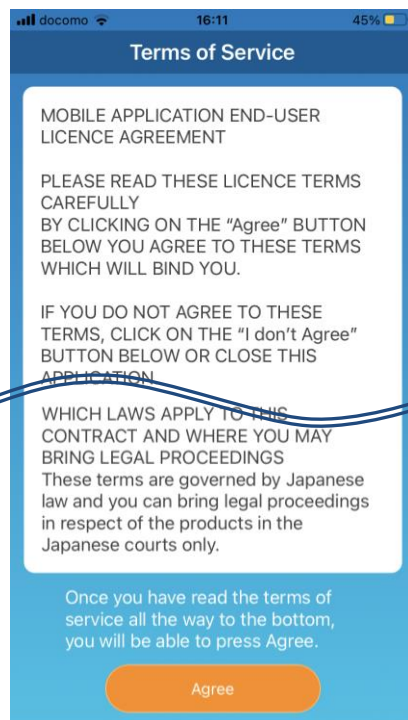 docomo 16:11 45%
Terms of Service
MOBILE APPLICATION END-USER
LICENCE AGREEMENT
PLEASE READ THESE LICENCE TERMS
CAREFULLY
BY CLICKING ON THE “Agree” BUTTON
BELOW YOU AGREE TO THESE TERMS
WHICH WILL BIND YOU.
IF YOU DO NOT AGREE TO THESE
TERMS, CLICK ON THE “I don’t Agree”
BUTTON BELOW OR CLOSE THIS
APPLICATION
WHICH LAWS APPLY TO THIS
CONTRACT AND WHERE YOU MAY
BRING LEGAL PROCEEDINGS
These terms are governed by Japanese
law and you can bring legal proceedings
in respect of the products in the
Japanese courts only.
Once you have read the terms of
service all the way to the bottom,
you will be able to press Agree.
Agree